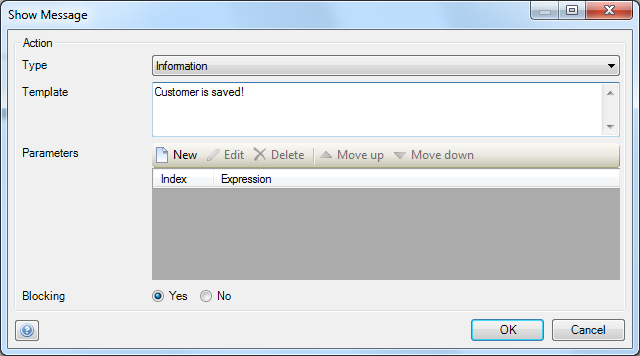 Show Message
Action
Type
Information
Template
Customer is saved!
Parameters
New Edit Delete Move up Move down
Index Expression
Blocking
Yes No
OK Cancel